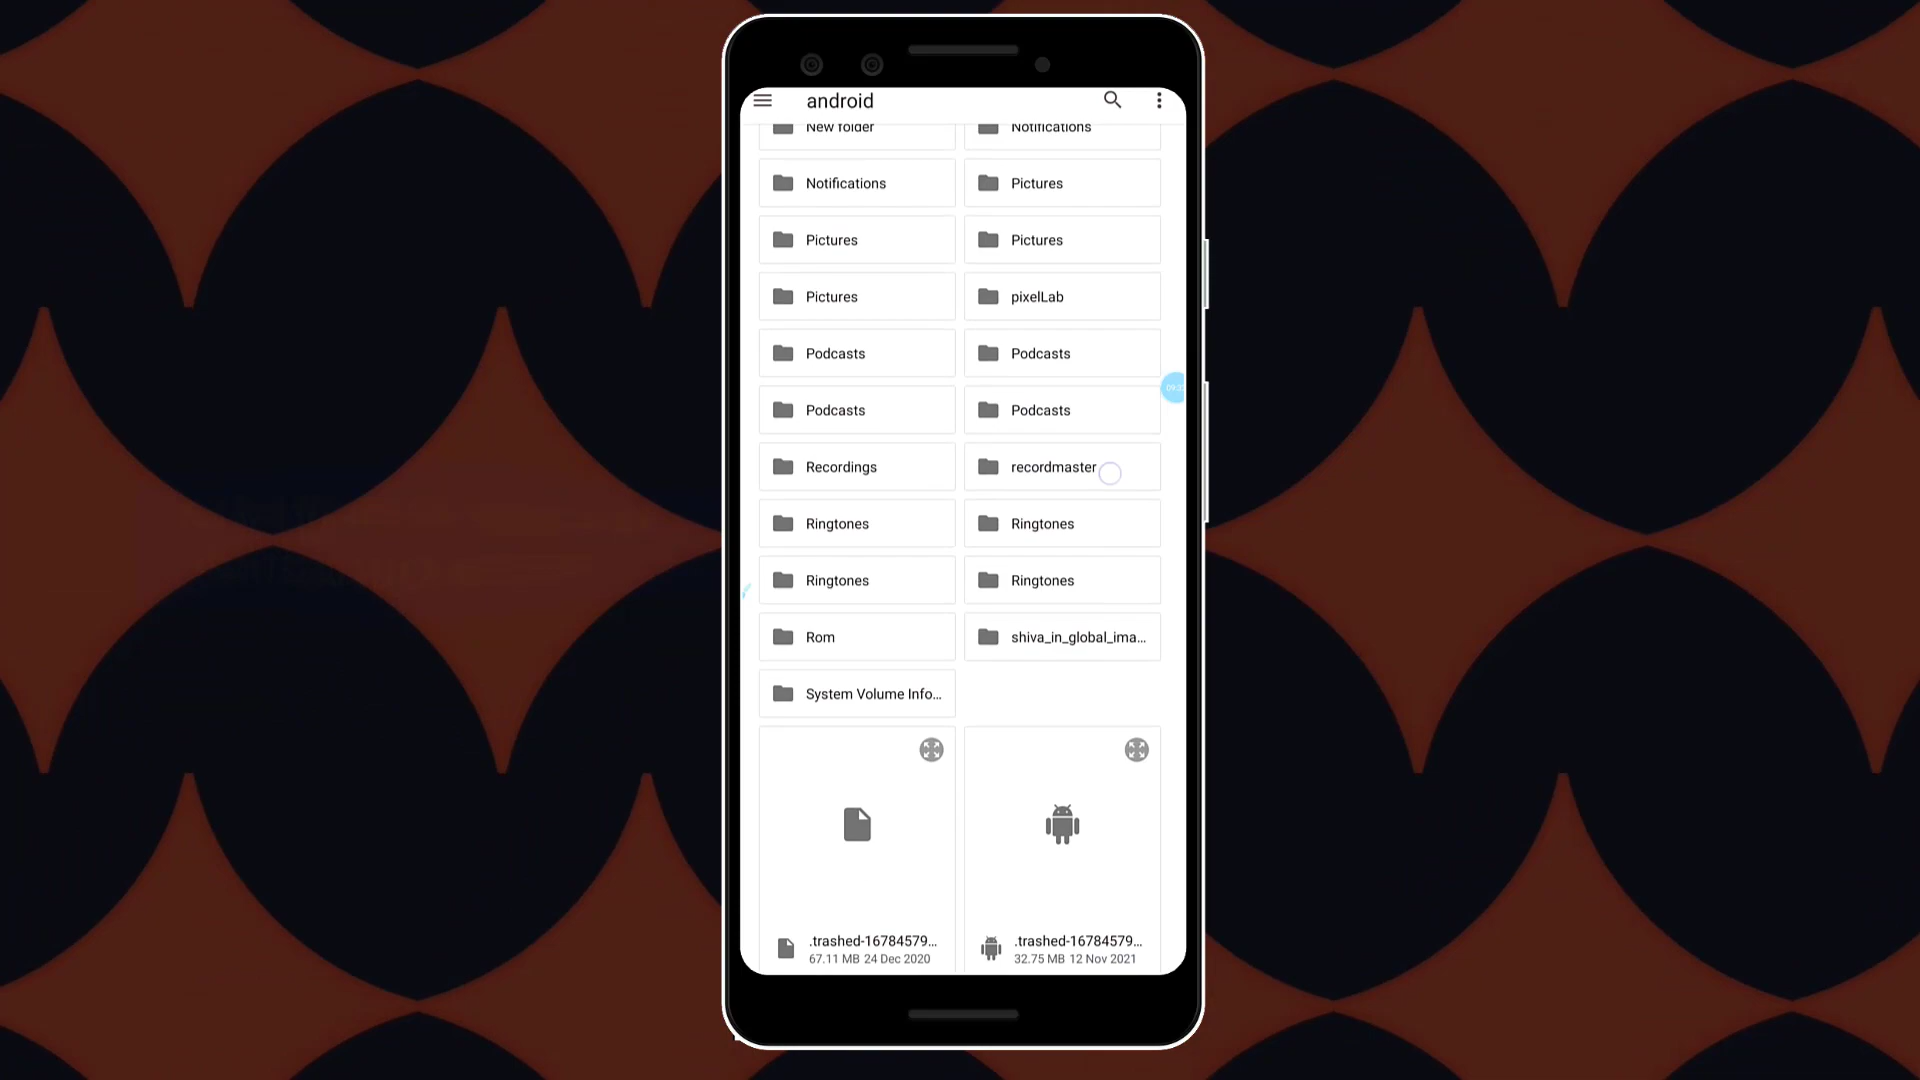 android
New folder
Notifications
Notifications
Pictures
Pictures
Pictures
Pictures
pixelLab
Podcasts
Podcasts
Podcasts
Podcasts
Recordings
recordmaster
Ringtones
Ringtones
Ringtones
Ringtones
Rom
shiva_in_global_ima...
System Volume Info...
.trashed-16784579...
67.11 MB 24 Dec 2020
.trashed-16784579...
32.75 MB 12 Nov 2021